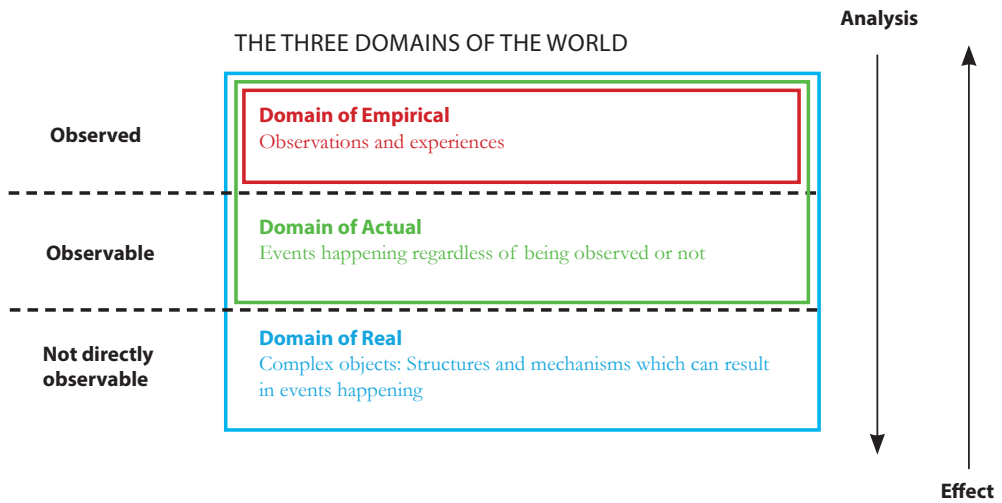 Analysis
THE THREE DOMAINS OF THE WORLD
Observed
Domain of Empirical
Observations and experiences
Observable
Domain of Actual
Events happening regardless of being observed or not
Not directly
observable
Domain of Real
Complex objects: Structures and mechanisms which can result
in events happening
Effect